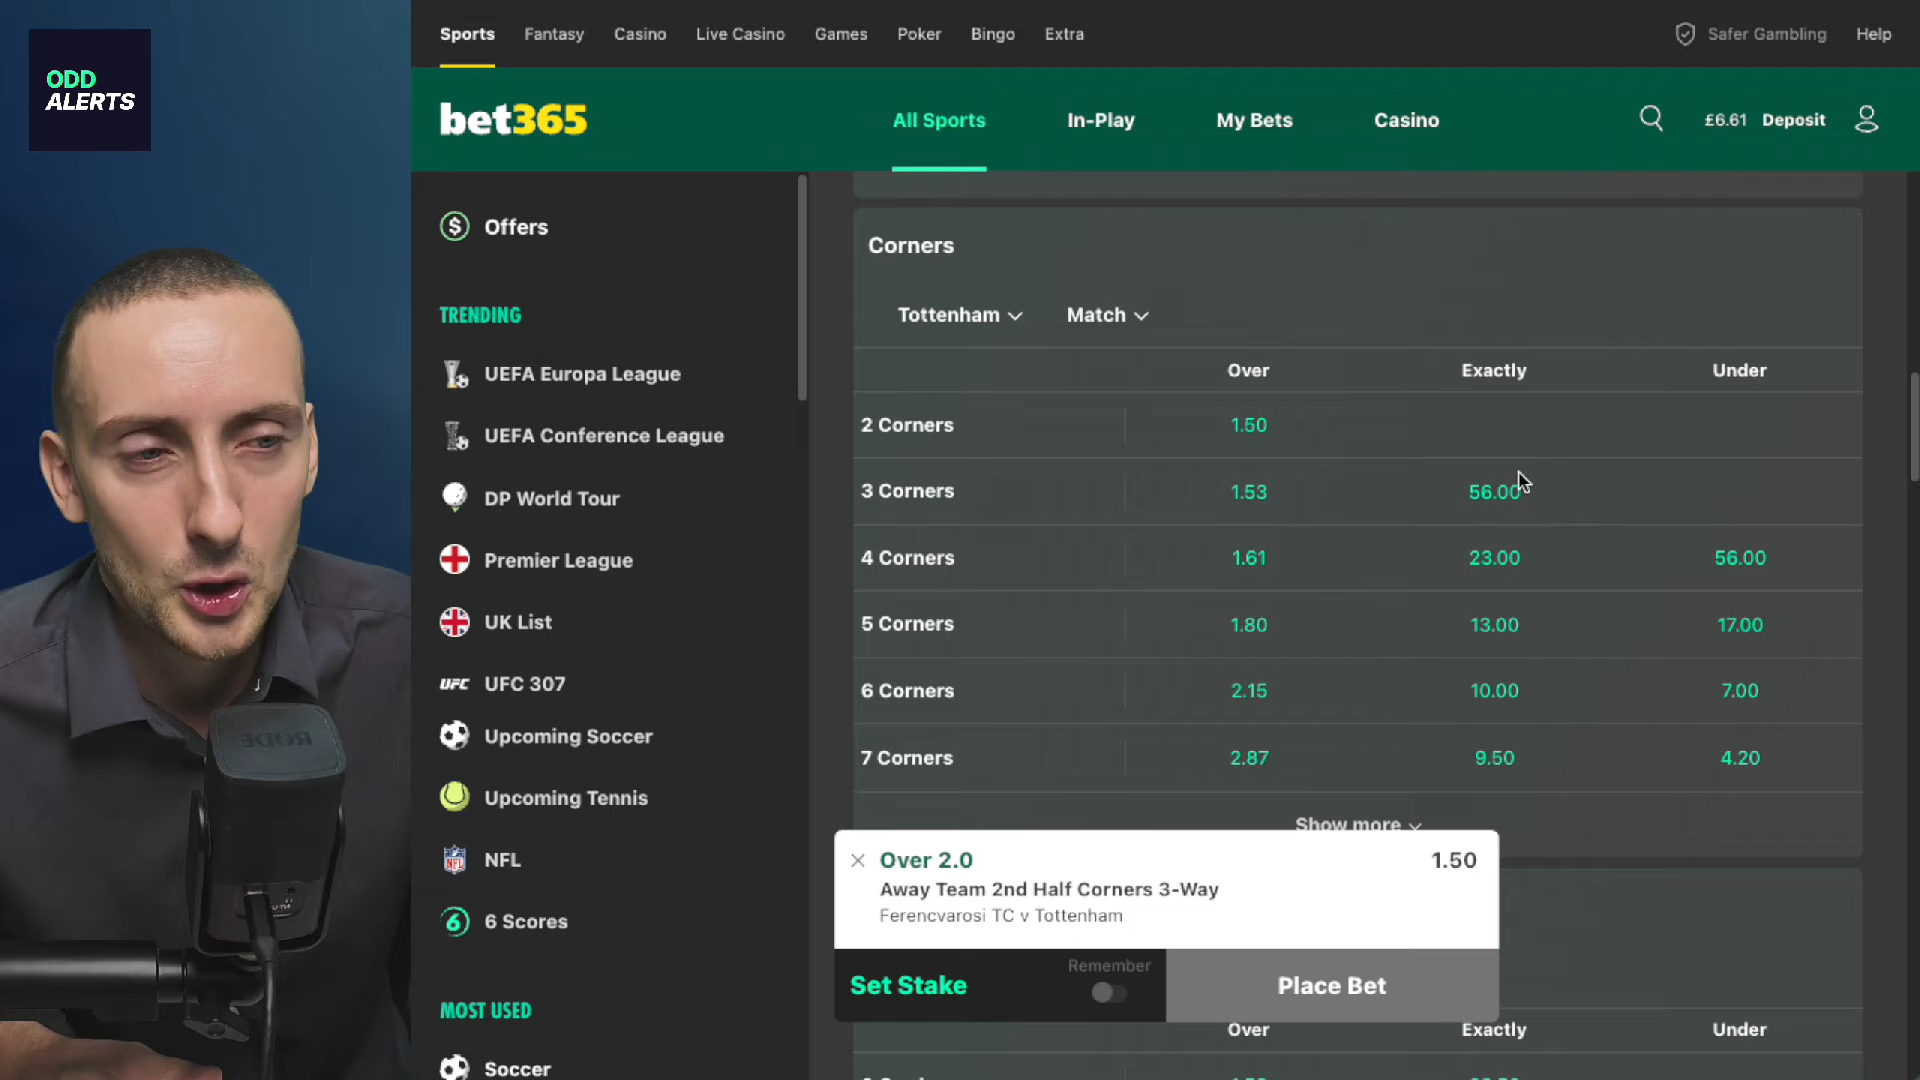 ODD
ALERTS
Sports Fantasy Casino Live Casino Games Poker Bingo Extra Safer Gambling Help
bet365 All Sports In-Play My Bets Casino £6.61 Deposit
Offers
TRENDING
UEFA Europa League
UEFA Conference League
DP World Tour
Premier League
UK List
UFC UFC 307
Upcoming Soccer
Upcoming Tennis
NFL NFL
6 6 Scores
MOST USED
Soccer
Corners
Tottenham Match
Over Exactly Under
2 Corners 1.50
3 Corners 1.53 56.00
4 Corners 1.61 23.00 56.00
5 Corners 1.80 13.00 17.00
6 Corners 2.15 10.00 7.00
7 Corners 2.87 9.50 4.20
Show more
Over 2.0 1.50
Away Team 2nd Half Corners 3-Way
Ferencvarosi TC v Tottenham
Set Stake Remember Place Bet
Over Exactly Under
RODE